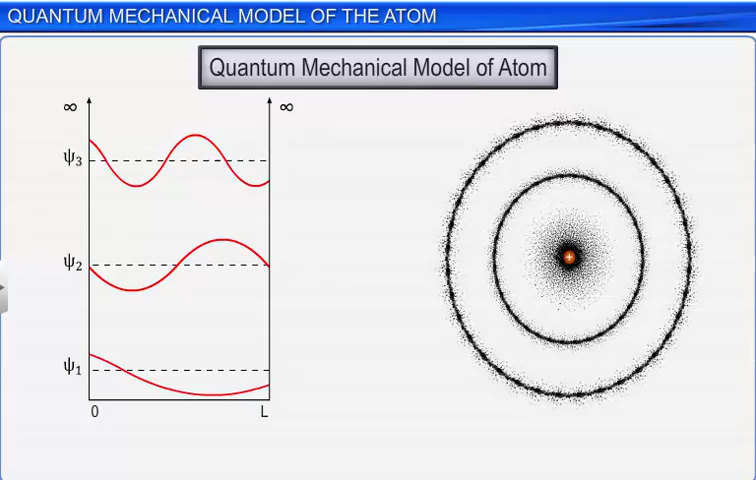 QUANTUM MECHANICAL MODEL OF THE ATOM
Quantum Mechanical Model of Atom
∞ ∞
ψ3
ψ2
ψ1
0 L
+